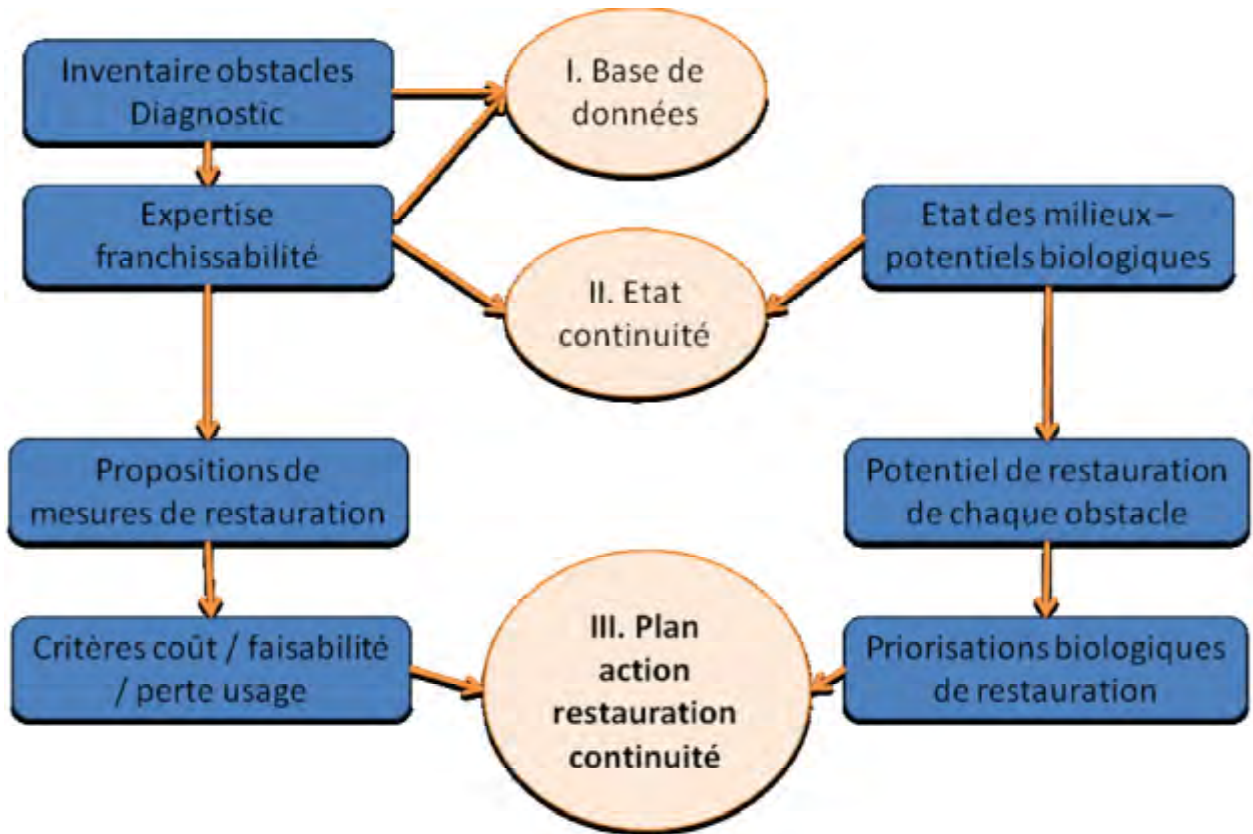 Inventaire obstacles
Diagnostic
I. Base de
données
Expertise
franchissabilité
Etat des milieux –
potentiels biologiques
II. Etat
continuité
Propositions de
mesures de restauration
Potentiel de restauration
de chaque obstacle
Critères coût / faisabilité
/ perte usage
III. Plan
action
restauration
continuité
Priorisations biologiques
de restauration